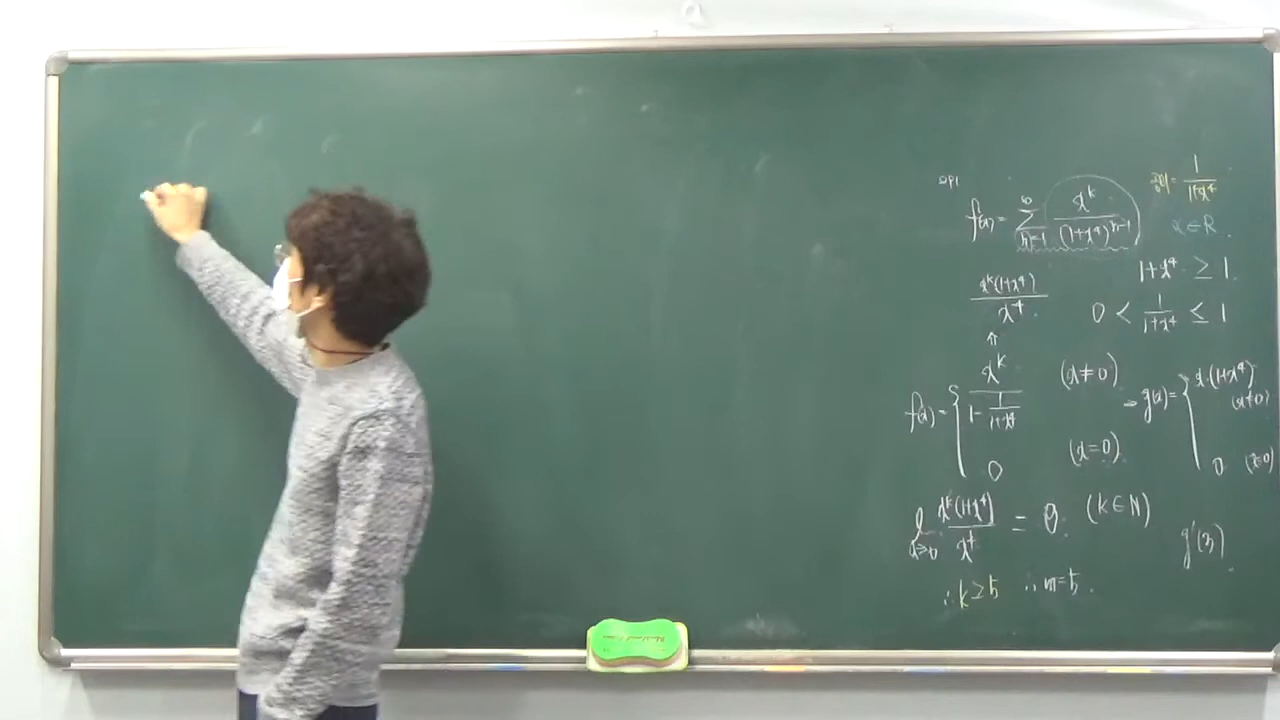 f(x) = ∞ Σ n=1 x^k / (1+x^4)^{n-1}
공비 = 1 / 1+x^4
x ∈ R
x^k(1+x^4) / x^4
1+x^4 ≥ 1
0 < 1 / 1+x^4 ≤ 1
⇑
f(x) = { x^k / 1 - 1/1+x^4 (x≠0)
0 (x=0)
→ g(x) = { x·(1+x^4) (x≠0)
0 (x=0)
lim x→0 x^k(1+x^4) / x^4 = 0. (k∈N)
g'(3)
∴ k ≥ 5 ∴ m=5.